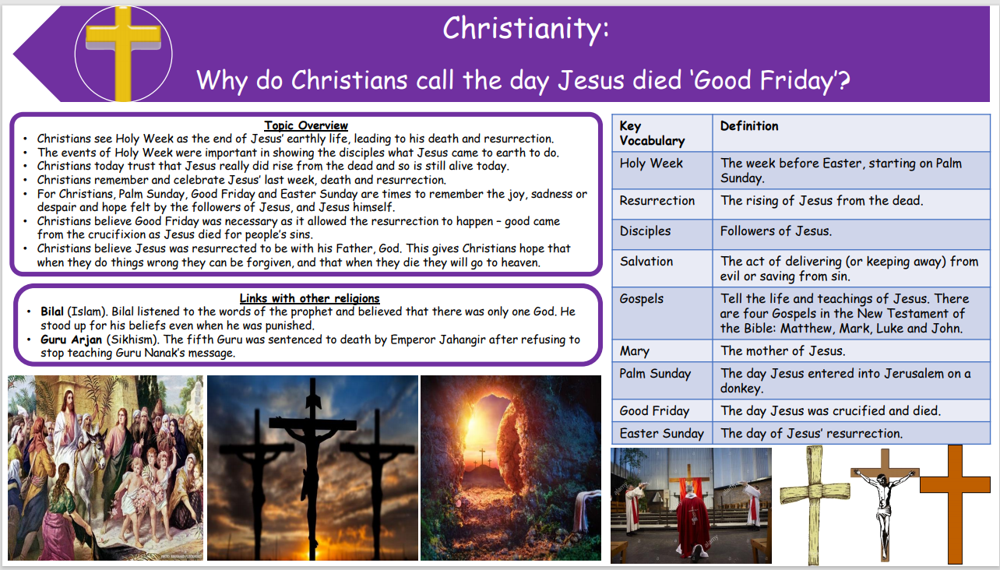 Christianity:
Why do Christians call the day Jesus died ‘Good Friday’?
Topic Overview
• Christians see Holy Week as the end of Jesus’ earthly life, leading to his death and resurrection.
• The events of Holy Week were important in showing the disciples what Jesus came to earth to do.
• Christians today trust that Jesus really did rise from the dead and so is still alive today.
• Christians remember and celebrate Jesus’ last week, death and resurrection.
• For Christians, Palm Sunday, Good Friday and Easter Sunday are times to remember the joy, sadness or
despair and hope felt by the followers of Jesus, and Jesus himself.
• Christians believe Good Friday was necessary as it allowed the resurrection to happen – good came
from the crucifixion as Jesus died for people’s sins.
• Christians believe Jesus was resurrected to be with his Father, God. This gives Christians hope that
when they do things wrong they can be forgiven, and that when they die they will go to heaven.
Links with other religions
• Bilal (Islam). Bilal listened to the words of the prophet and believed that there was only one God. He
stood up for his beliefs even when he was punished.
• Guru Arjan (Sikhism). The fifth Guru was sentenced to death by Emperor Jahangir after refusing to
stop teaching Guru Nanak’s message.
Key
Vocabulary
Definition
Holy Week
The week before Easter, starting on Palm
Sunday.
Resurrection
The rising of Jesus from the dead.
Disciples
Followers of Jesus.
Salvation
The act of delivering (or keeping away) from
evil or saving from sin.
Gospels
Tell the life and teachings of Jesus. There
are four Gospels in the New Testament of
the Bible: Matthew, Mark, Luke and John.
Mary
The mother of Jesus.
Palm Sunday
The day Jesus entered into Jerusalem on a
donkey.
Good Friday
The day Jesus was crucified and died.
Easter Sunday
The day of Jesus’ resurrection.
alamy
alamy
alamy